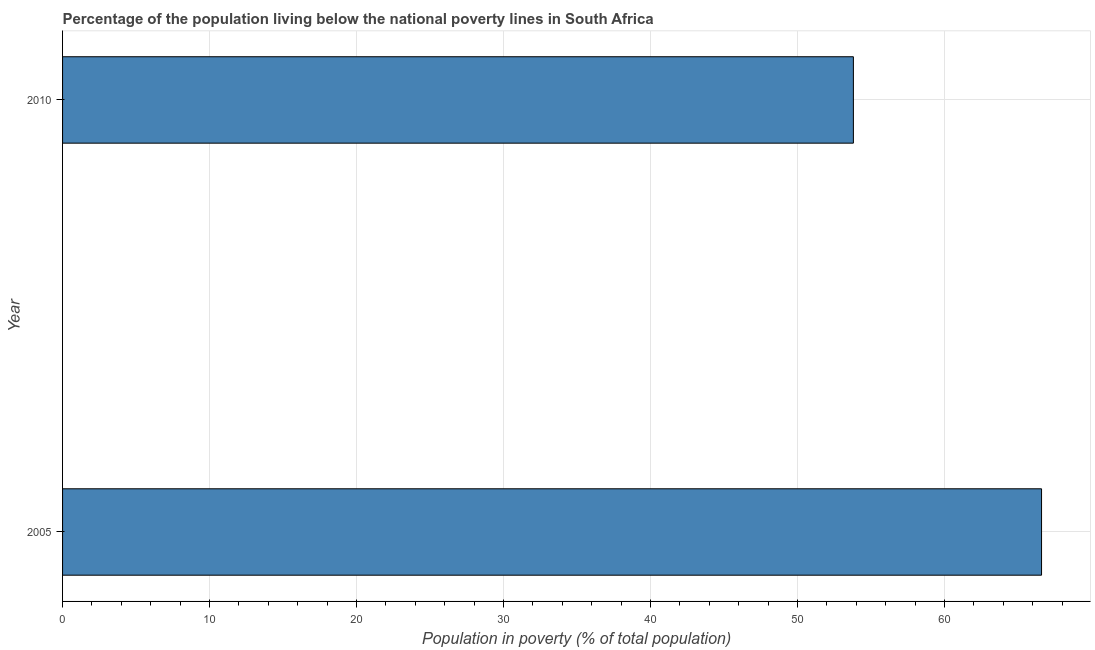 Percentage of the population living below the national poverty lines in South Africa
2010
Year
2005
0 10 20 30 40 50 60
Population in poverty (% of total population)